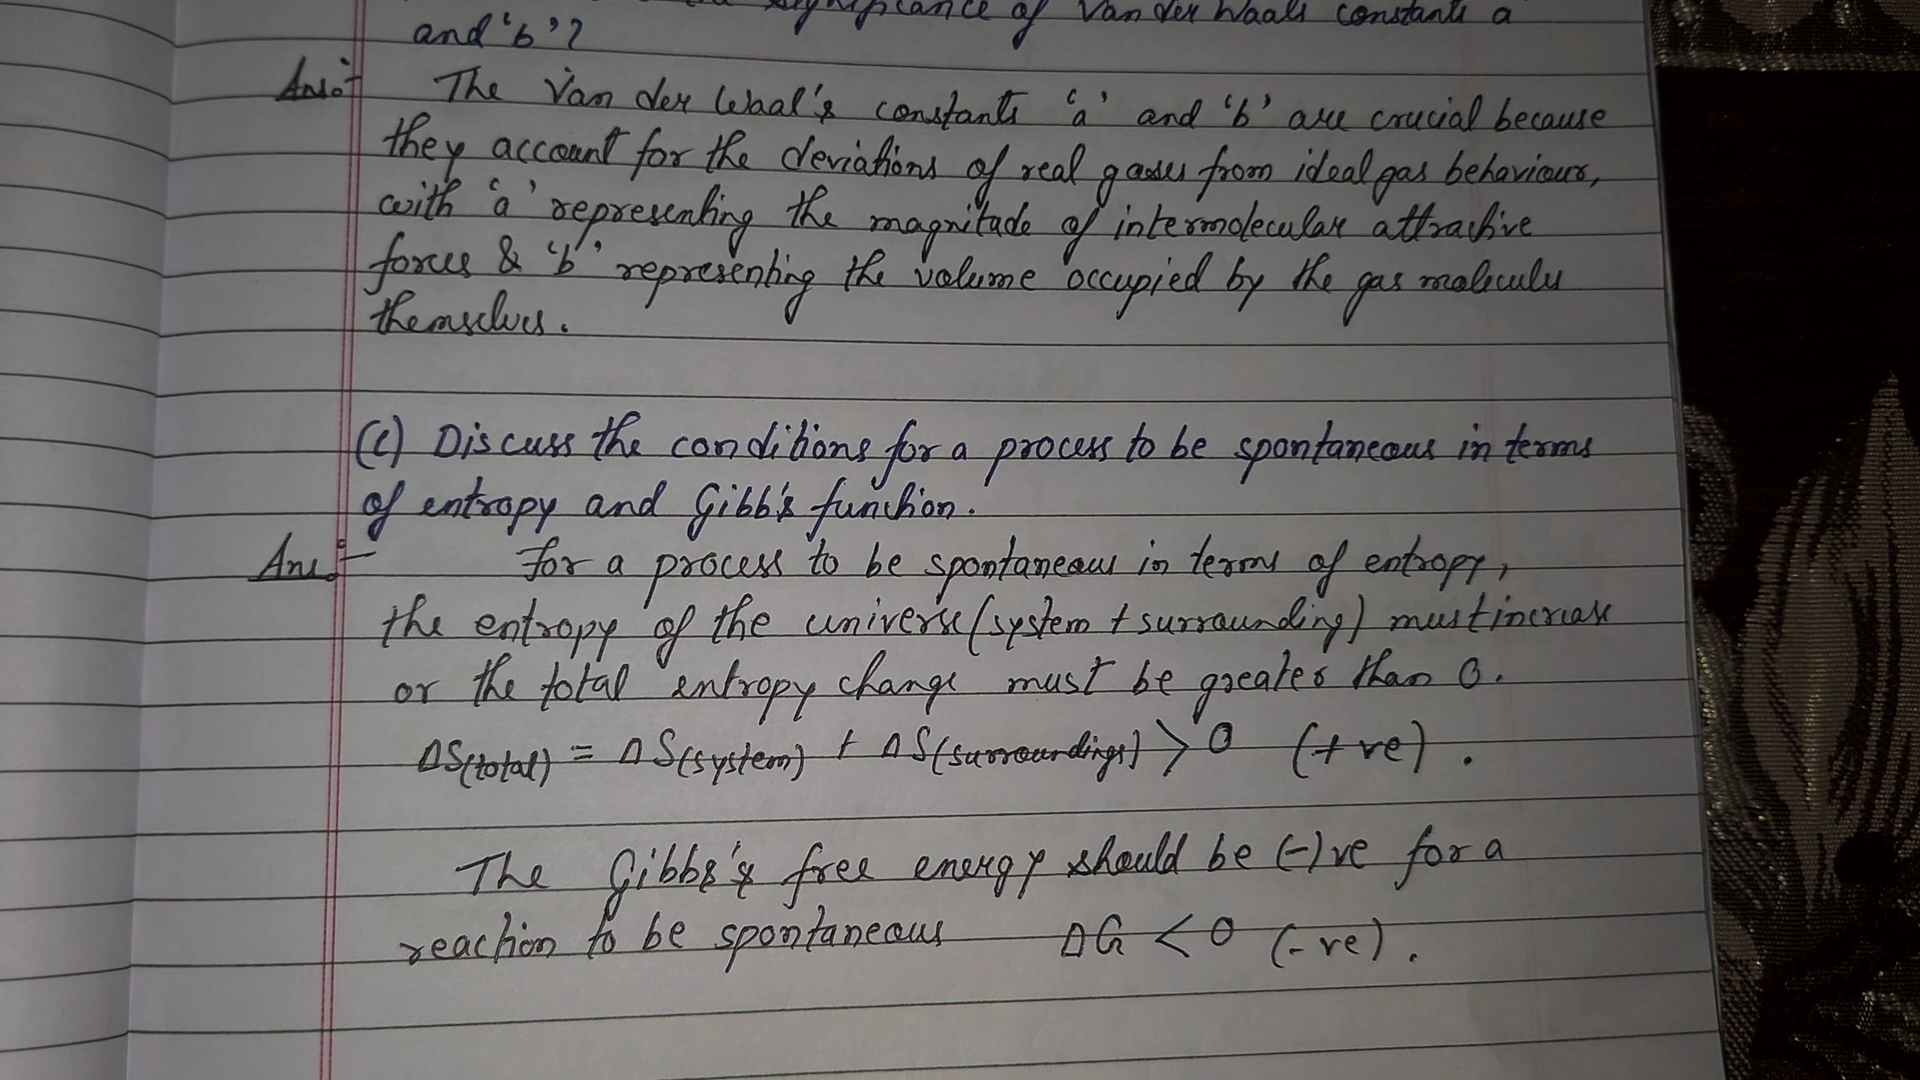 significance of Van der Waals constants a
and 'b'?
Ans:- The Van der Waal's constants 'a' and 'b' are crucial because
they account for the deviations of real gases from ideal gas behaviours,
with 'a' representing the magnitude of intermolecular attractive
forces & 'b' representing the volume occupied by the gas molecules
themselves.
(c) Discuss the conditions for a process to be spontaneous in terms
of entropy and Gibb's function.
Ans:- for a process to be spontaneous in terms of entropy,
the entropy of the universe (system + surrounding) must increase
or the total entropy change must be greater than 0.
ΔS(total) = ΔS(system) + ΔS(surroundings) > 0 (+ve).
The Gibbs's free energy should be (-)ve for a
reaction to be spontaneous ΔG < 0 (-ve).